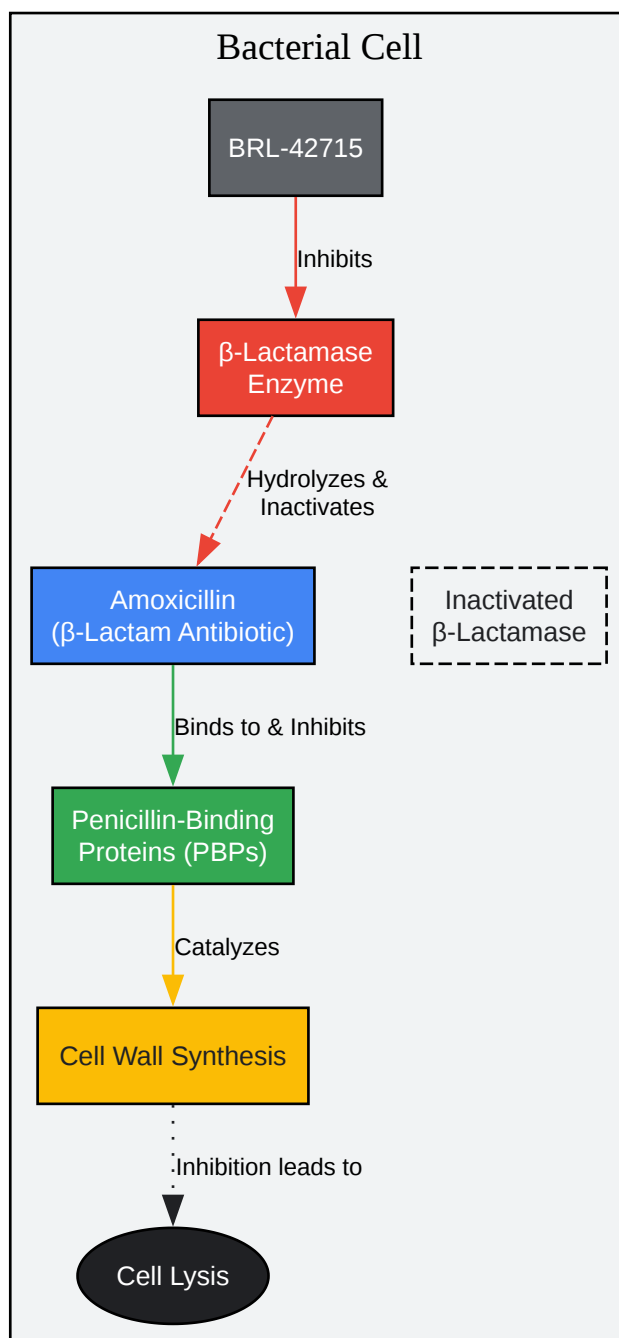 Bacterial Cell
BRL-42715
Inhibits
β-Lactamase
Enzyme
Hydrolyzes &
Inactivates
Amoxicillin
(β-Lactam Antibiotic)
Inactivated
β-Lactamase
Binds to & Inhibits
Penicillin-Binding
Proteins (PBPs)
Catalyzes
Cell Wall Synthesis
Inhibition leads to
Cell Lysis